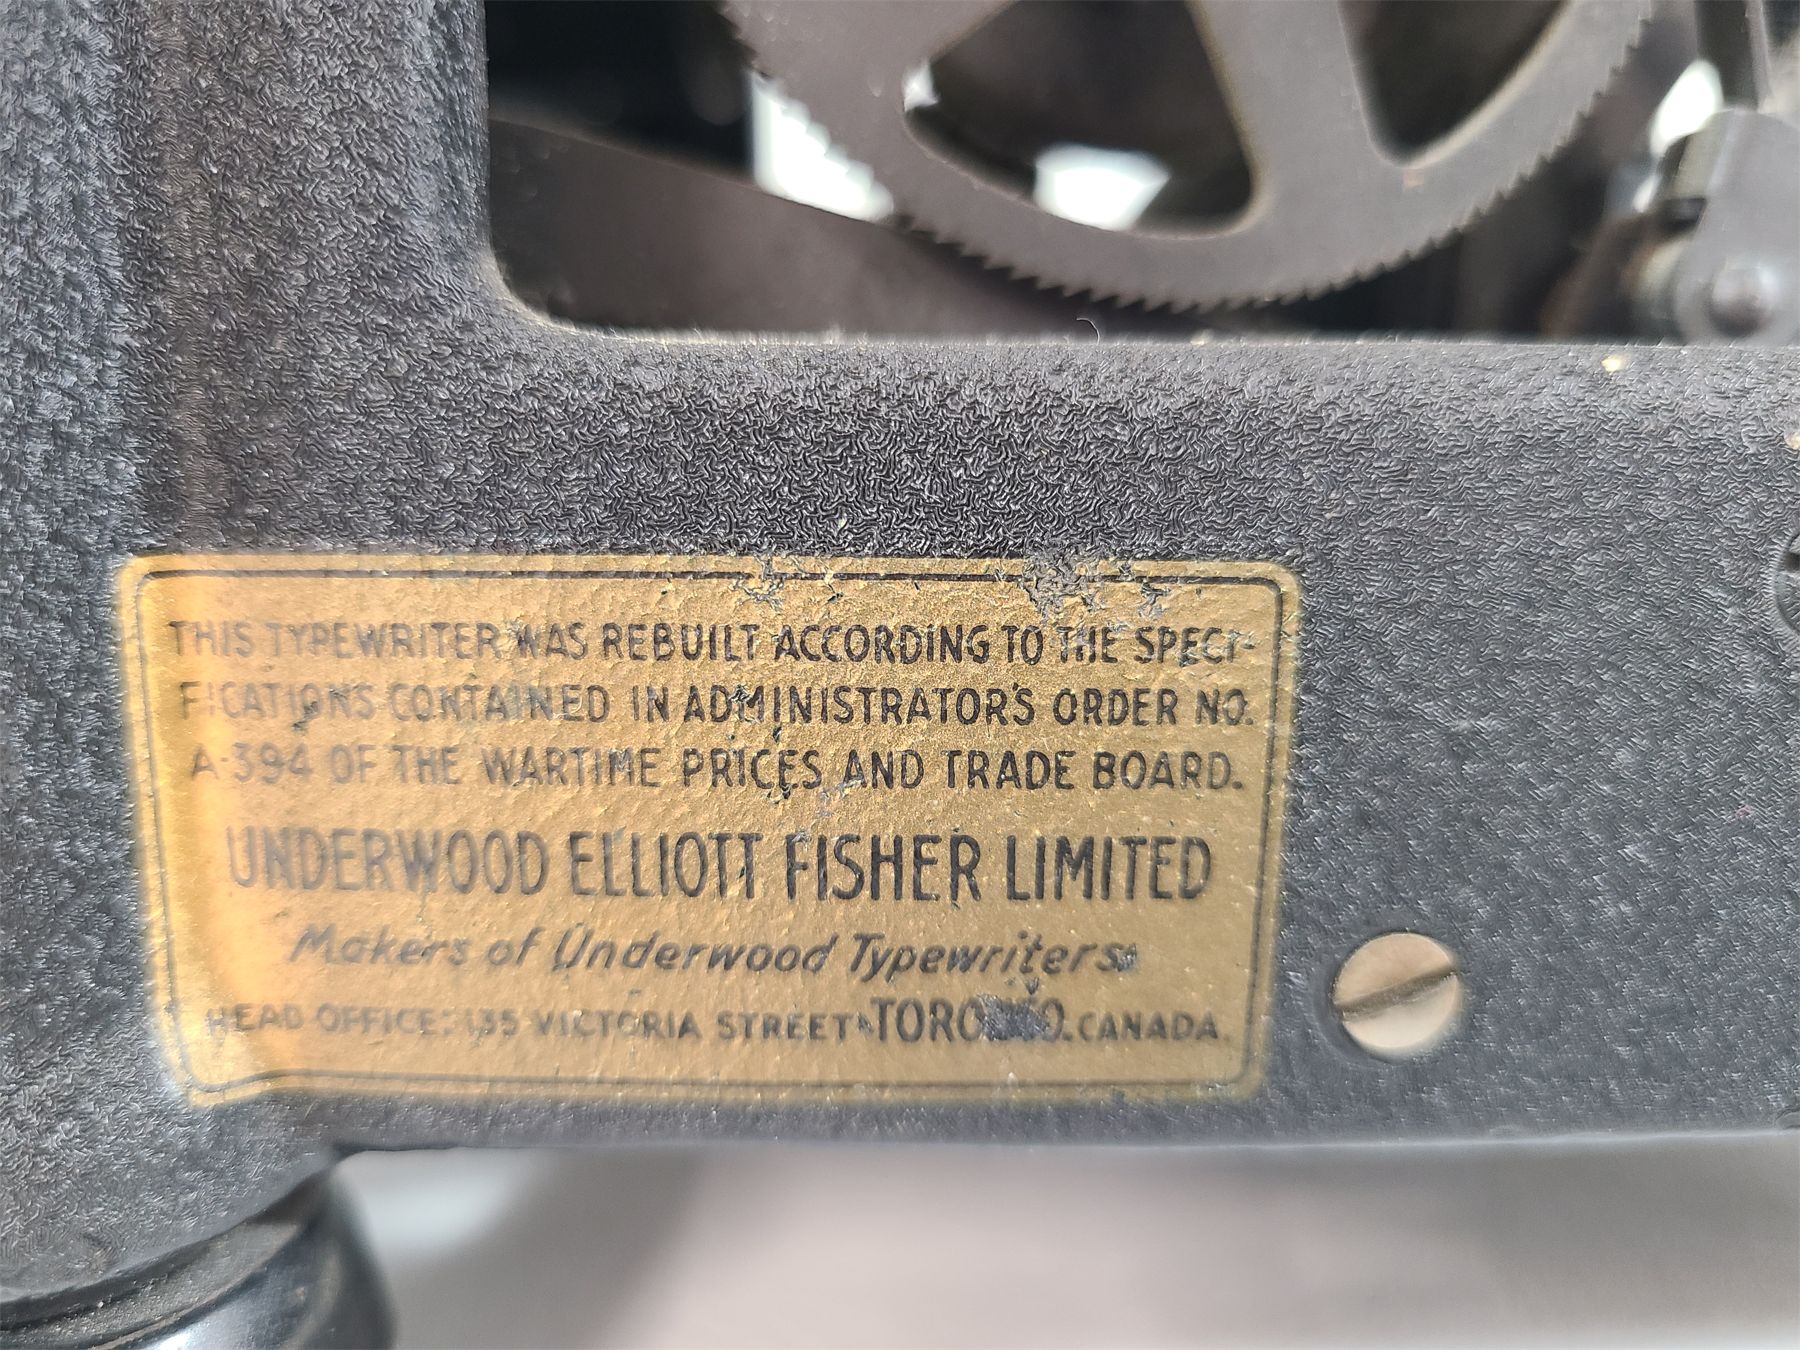 THIS TYPEWRITER WAS REBUILT ACCORDING TO THE SPECI-
FICATIONS CONTAINED IN ADMINISTRATOR'S ORDER NO.
A-394 OF THE WARTIME PRICES AND TRADE BOARD.
UNDERWOOD ELLIOTT FISHER LIMITED
Makers of Underwood Typewriters
HEAD OFFICE: 135 VICTORIA STREET TORONTO. CANADA.